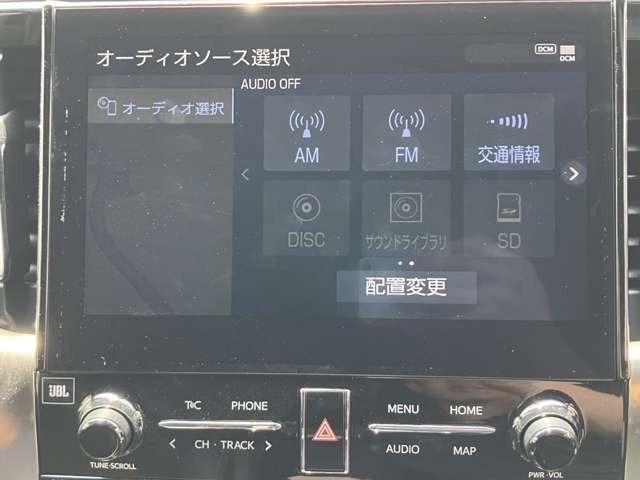 オーディオソース選択
DCM
DCM
AUDIO OFF
オーディオ選択
AM
FM
交通情報
DISC
サウンドライブラリ
SD
配置変更
JBL
T&C PHONE
MENU HOME
CH・TRACK
AUDIO MAP
TUNE・SCROLL
PWR・VOL